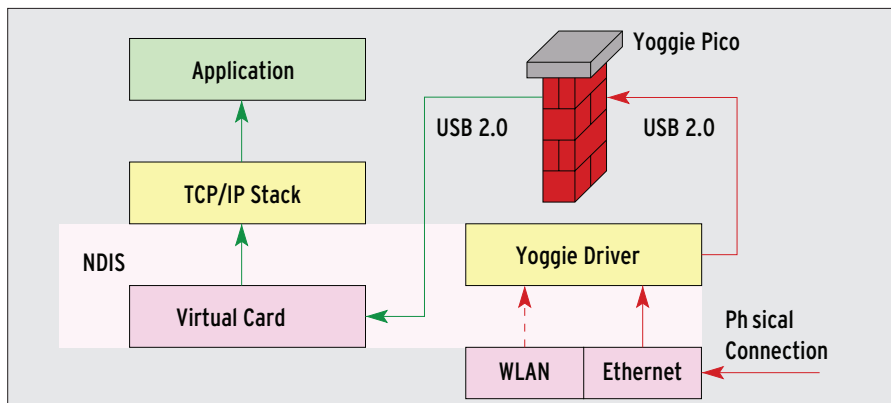 Yoggie Pico
Application
USB 2.0
USB 2.0
TCP/IP Stack
NDIS
Yoggie Driver
Virtual Card
Ph sical
Connection
WLAN
Ethernet